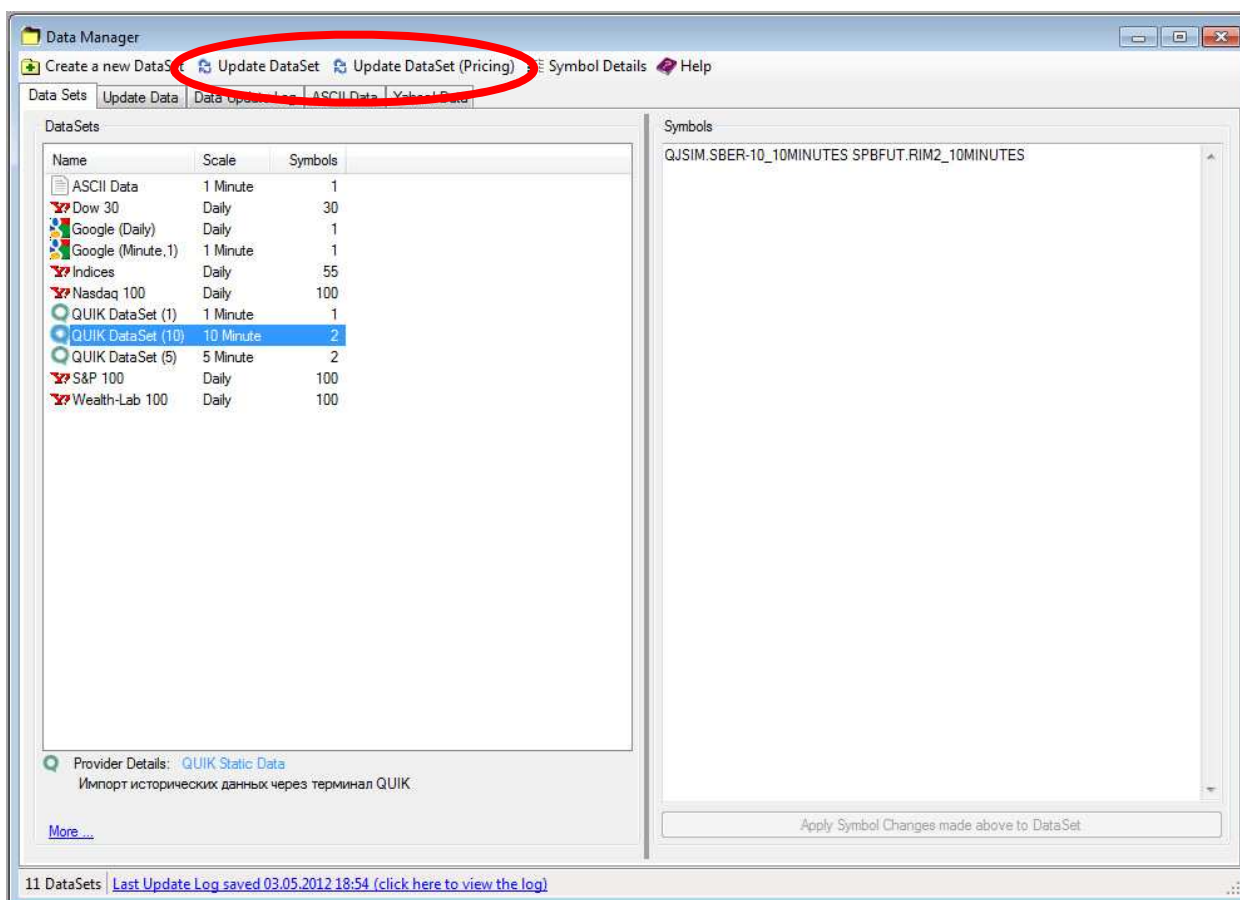 Data Manager
Create a new DataSet Update DataSet Update DataSet (Pricing) Symbol Details Help
Data Sets Update Data Data Update Log ASCII Data Yahoo! Data
DataSets
Name Scale Symbols
ASCII Data 1 Minute 1
Dow 30 Daily 30
Google (Daily) Daily 1
Google (Minute,1) 1 Minute 1
Indices Daily 55
Nasdaq 100 Daily 100
QUIK DataSet (1) 1 Minute 1
QUIK DataSet (10) 10 Minute 2
QUIK DataSet (5) 5 Minute 2
S&P 100 Daily 100
Wealth-Lab 100 Daily 100
Provider Details: QUIK Static Data
Импорт исторических данных через терминал QUIK
More ...
Symbols
QJSIM.SBER-10_10MINUTES SPBFUT.RIM2_10MINUTES
Apply Symbol Changes made above to DataSet
11 DataSets Last Update Log saved 03.05.2012 18:54 (click here to view the log)